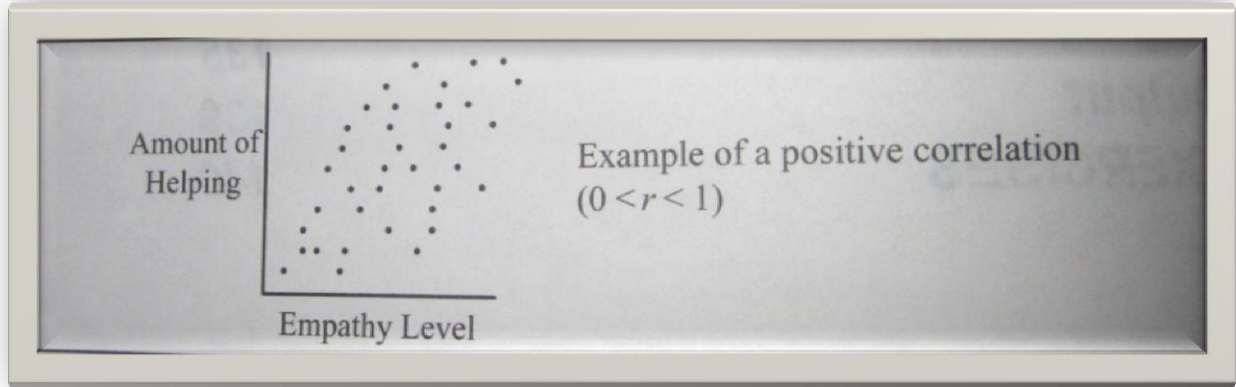 Amount of
Helping
Empathy Level
Example of a positive correlation
(0 < r < 1)